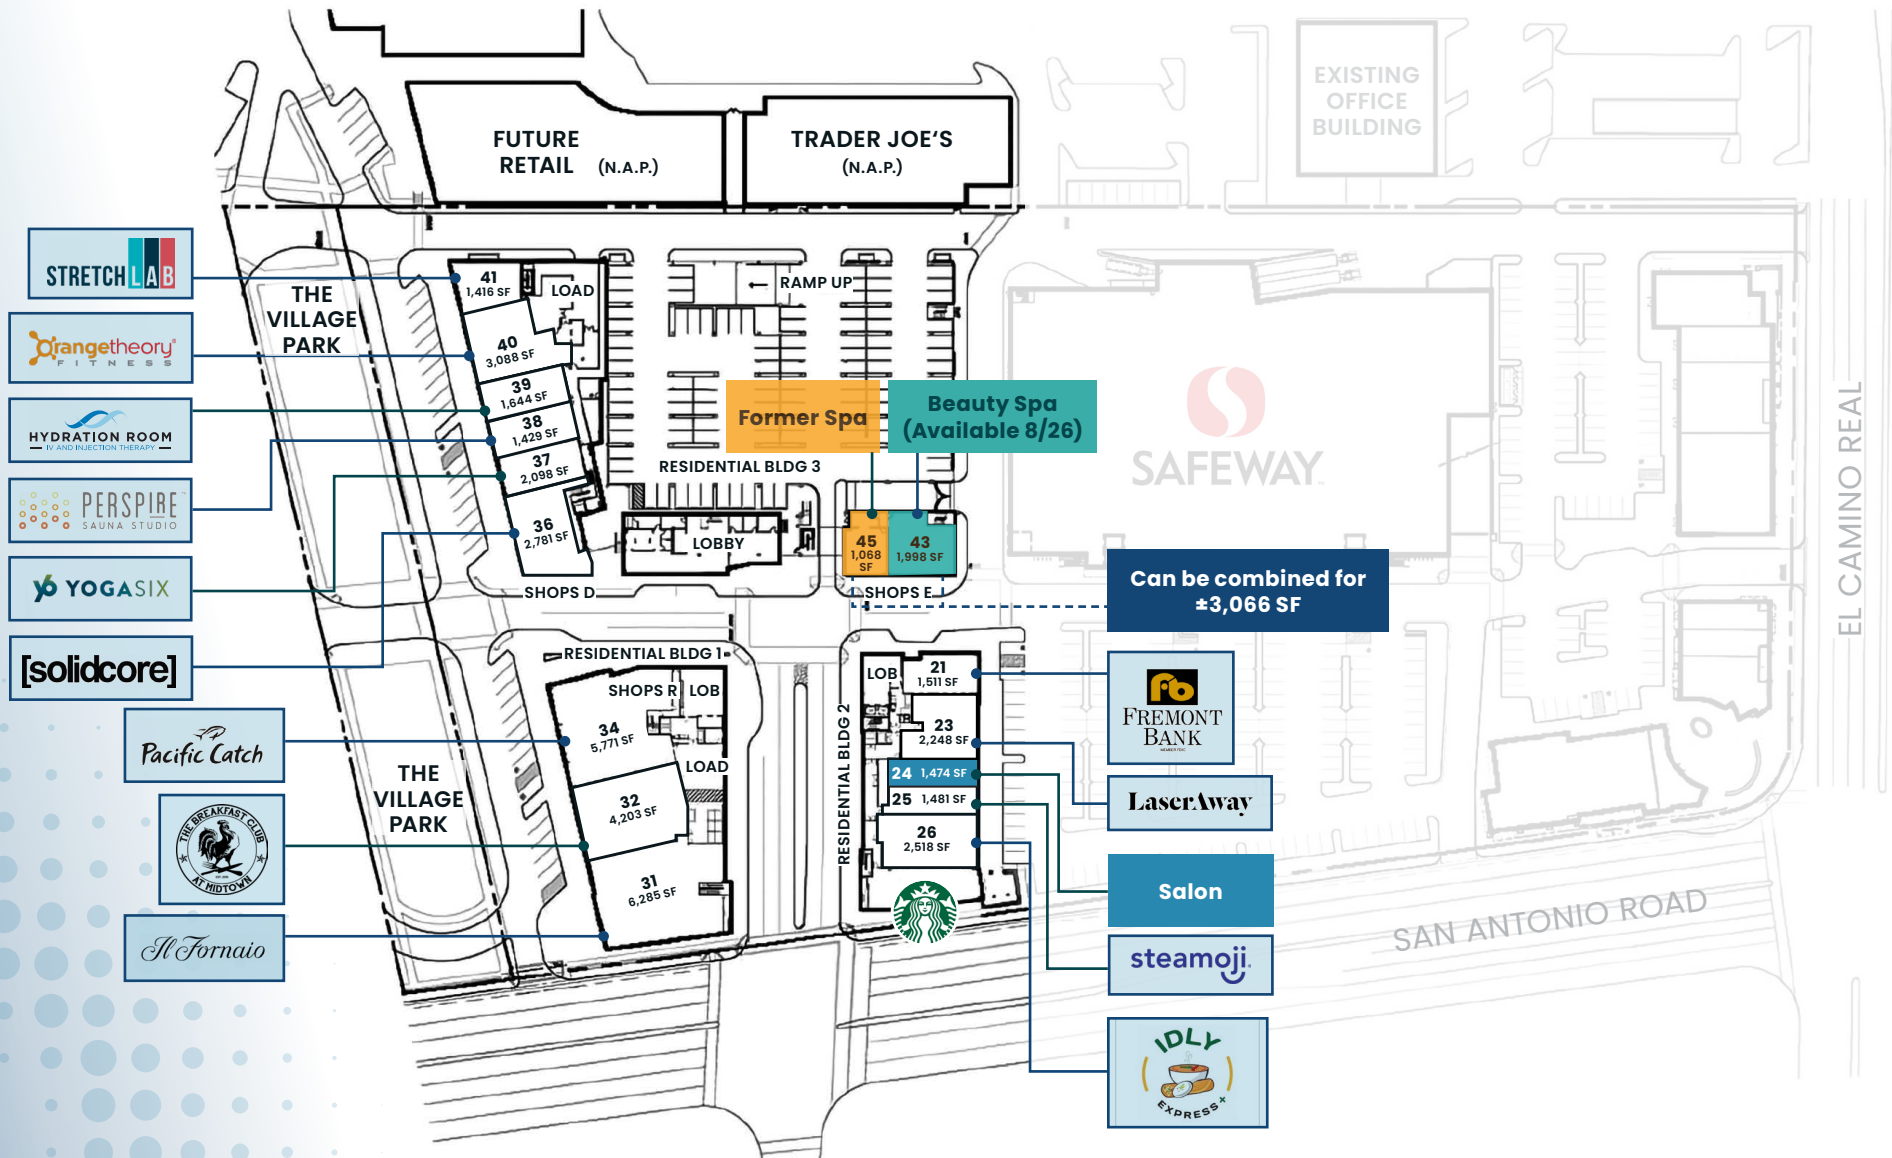 EXISTING
OFFICE
BUILDING
FUTURE
RETAIL (N.A.P.)
TRADER JOE'S
(N.A.P.)
STRETCHLAB
Orangetheory
FITNESS
HYDRATION ROOM
IV AND INJECTION THERAPY
PERSPIRE
SAUNA STUDIO
YOGASIX
[solidcore]
Pacific Catch
THE BREAKFAST CLUB
AT MIDTOWN
Il Fornaio
THE
VILLAGE
PARK
41
1,416 SF
LOAD
40
3,088 SF
39
1,644 SF
38
1,429 SF
37
2,098 SF
36
2,781 SF
SHOPS D
RAMP UP
Former Spa
Beauty Spa
(Available 8/26)
RESIDENTIAL BLDG 3
LOBBY
45
1,068
SF
43
1,998 SF
SHOPS E
SAFEWAY
EL CAMINO REAL
Can be combined for
±3,066 SF
RESIDENTIAL BLDG 1
SHOPS R
LOB
34
5,771 SF
LOAD
32
4,203 SF
31
6,285 SF
THE
VILLAGE
PARK
RESIDENTIAL BLDG 2
LOB
21
1,511 SF
23
2,248 SF
24 1,474 SF
25 1,481 SF
26
2,518 SF
fb
FREMONT
BANK
LaserAway
Salon
steamoji
IDLY
EXPRESS+
SAN ANTONIO ROAD